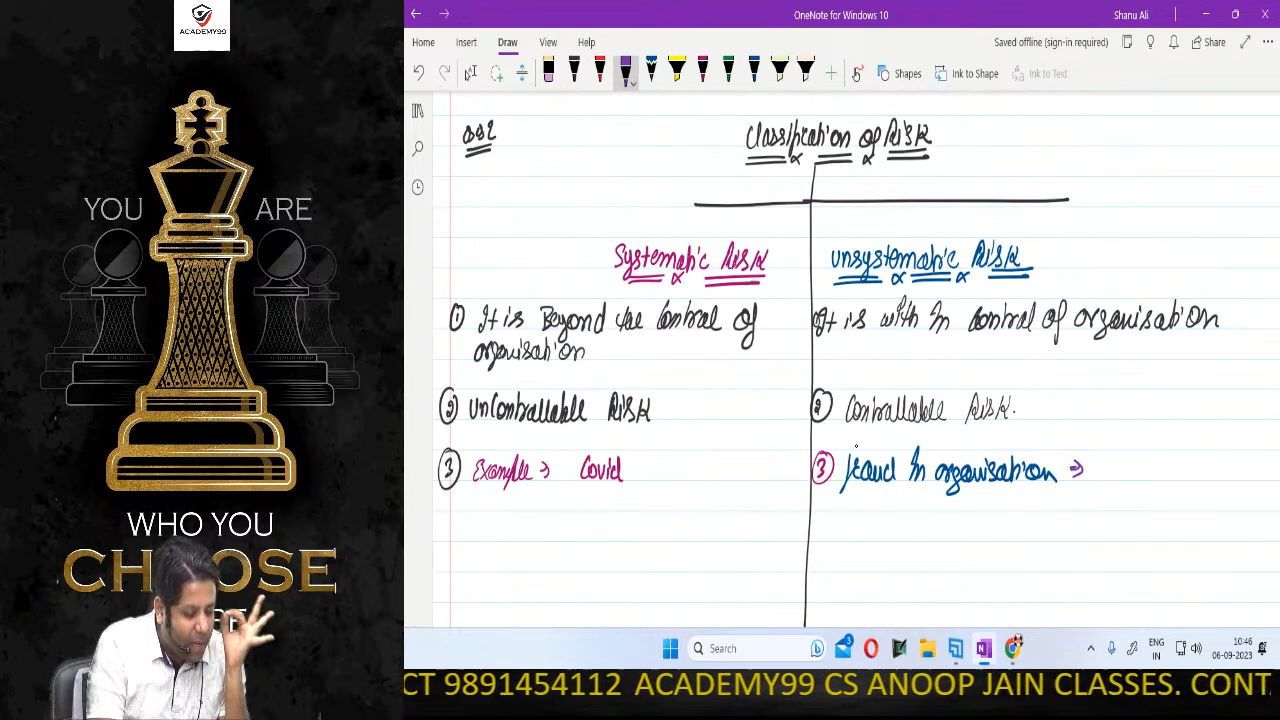 ACADEMY99
YOU ARE
WHO YOU
CHOOSE
OneNote for Windows 10
Shanu Ali
Home Insert Draw View Help
Saved offline (sign-in required)
Share
Shapes
Ink to Shape
Ink to Text
Classification of Risk
Systematic Risk
Unsystematic Risk
① It is Beyond the Control of
organisation
It is with in control of organisation
② Uncontrollable Risk
② Controllable Risk.
③ Example → Covid
③ fraud In organisation →
Search
3
ENG
IN
10:46
06-09-2023
CT 9891454112 ACADEMY99 CS ANOOP JAIN CLASSES. CONT